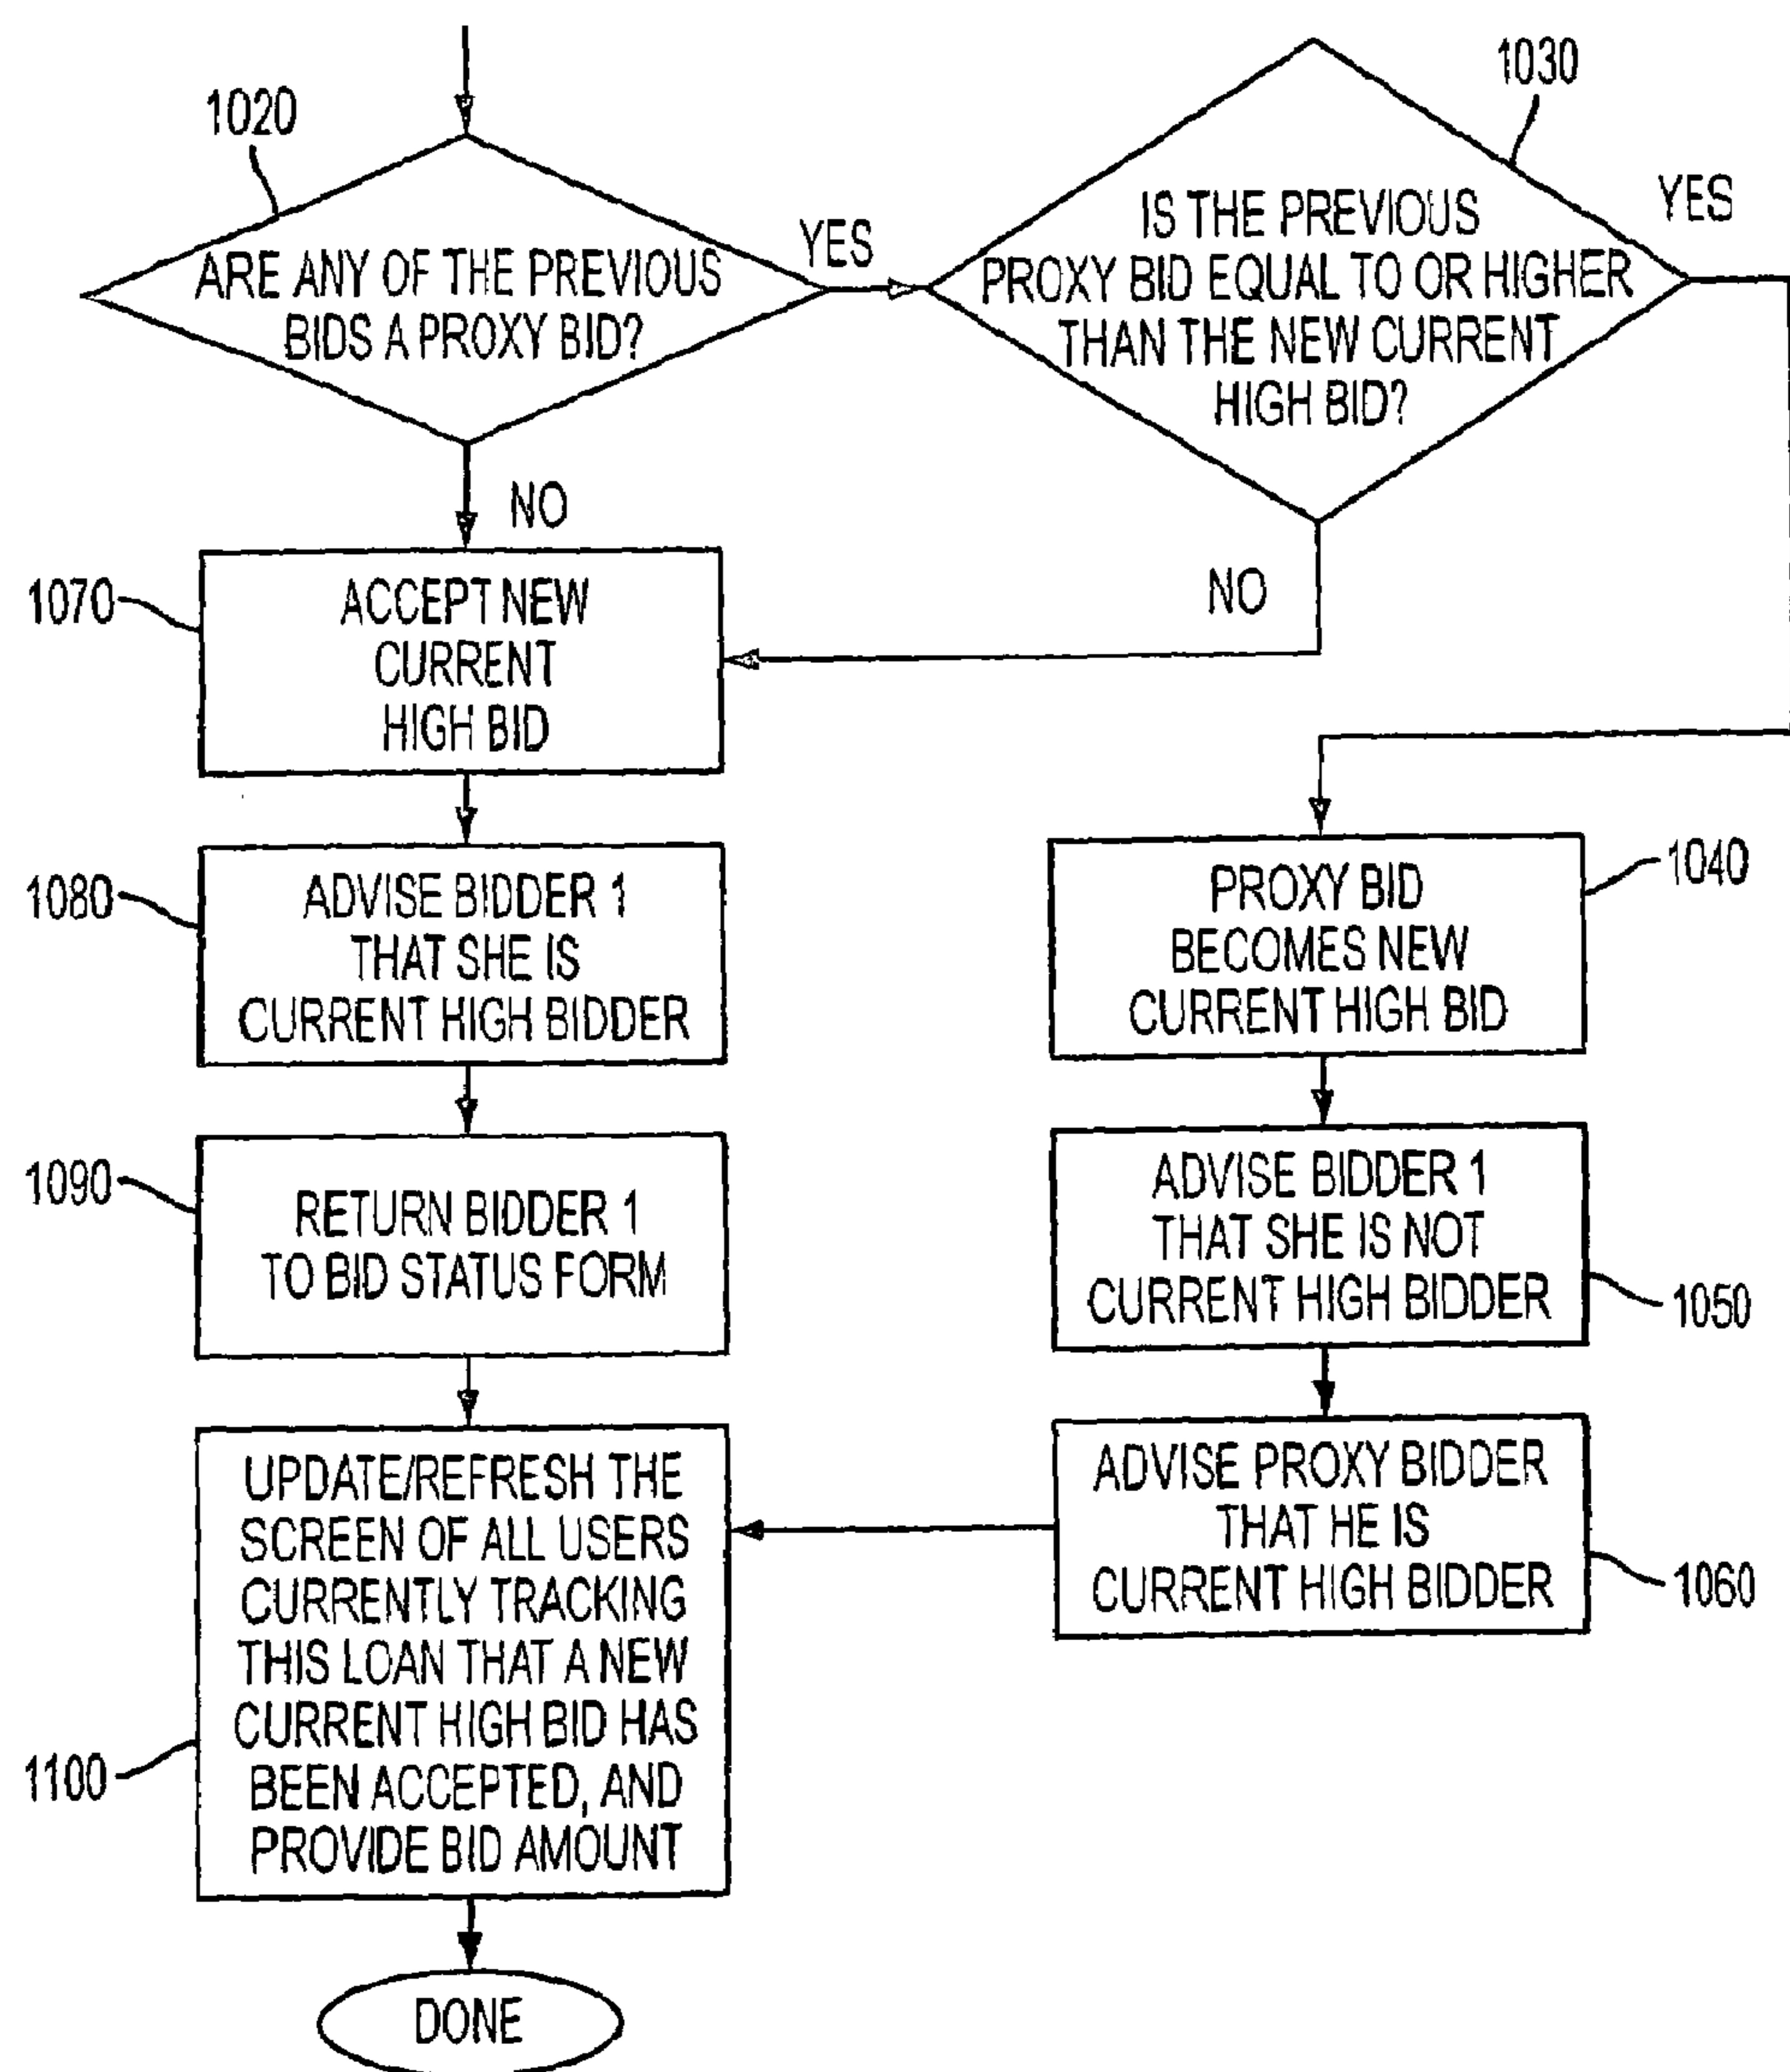 1020
ARE ANY OF THE PREVIOUS
BIDS A PROXY BID?
YES
NO
1030
IS THE PREVIOUS
PROXY BID EQUAL TO OR HIGHER
THAN THE NEW CURRENT
HIGH BID?
YES
NO
1070
ACCEPT NEW
CURRENT
HIGH BID
1080
ADVISE BIDDER 1
THAT SHE IS
CURRENT HIGH BIDDER
1040
PROXY BID
BECOMES NEW
CURRENT HIGH BID
1090
RETURN BIDDER 1
TO BID STATUS FORM
ADVISE BIDDER 1
THAT SHE IS NOT
CURRENT HIGH BIDDER
1050
ADVISE PROXY BIDDER
THAT HE IS
CURRENT HIGH BIDDER
1060
1100
UPDATE/REFRESH THE
SCREEN OF ALL USERS
CURRENTLY TRACKING
THIS LOAN THAT A NEW
CURRENT HIGH BID HAS
BEEN ACCEPTED, AND
PROVIDE BID AMOUNT
DONE